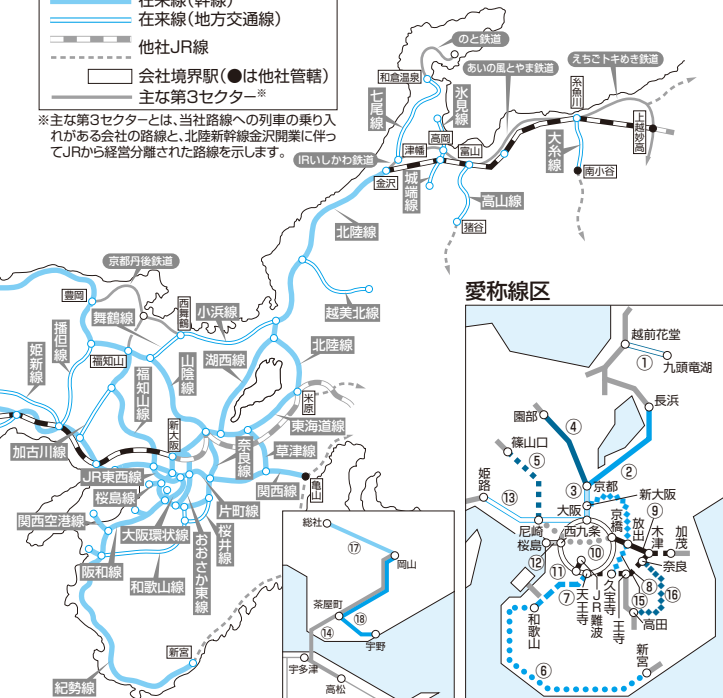 在来線(幹線)
在来線(地方交通線)
他社JR線
会社境界駅(●は他社管轄)
主な第3セクター※
※主な第3セクターとは、当社路線への列車の乗り入
れがある会社の路線と、北陸新幹線金沢開業に伴っ
てJRから経営分離された路線を示します。
のと鉄道
和倉温泉
七尾線
氷見線
あいの風とやま鉄道
えちごトキめき鉄道
糸魚川
上越妙高
高岡
津幡
富山
IRいしかわ鉄道
金沢
城端線
大糸線
南小谷
高山線
猪谷
北陸線
京都丹後鉄道
豊岡
西舞鶴
舞鶴線
小浜線
越美北線
播但線
姫新線
福知山
福知山線
山陰線
湖西線
北陸線
米原
新大阪
東海道線
加古川線
奈良線
草津線
JR東西線
関西線
亀山
桜島線
片町線
関西空港線
大阪環状線
おおさか東線
桜井線
阪和線
和歌山線
新宮
紀勢線
総社
⑰
岡山
茶屋町
⑱
⑭
宇野
宇多津
高松
愛称線区
越前花堂
①
九頭竜湖
長浜
園部
④
②
篠山口
⑤
③
京都
姫路
⑬
新大阪
大阪
京橋
放出
⑨
木津
加茂
尼崎
西九条
桜島
⑩
⑫
奈良
⑪
⑦
天王寺
JR難波
久宝寺
王寺
⑧
⑮
⑯
高田
和歌山
⑥
新宮